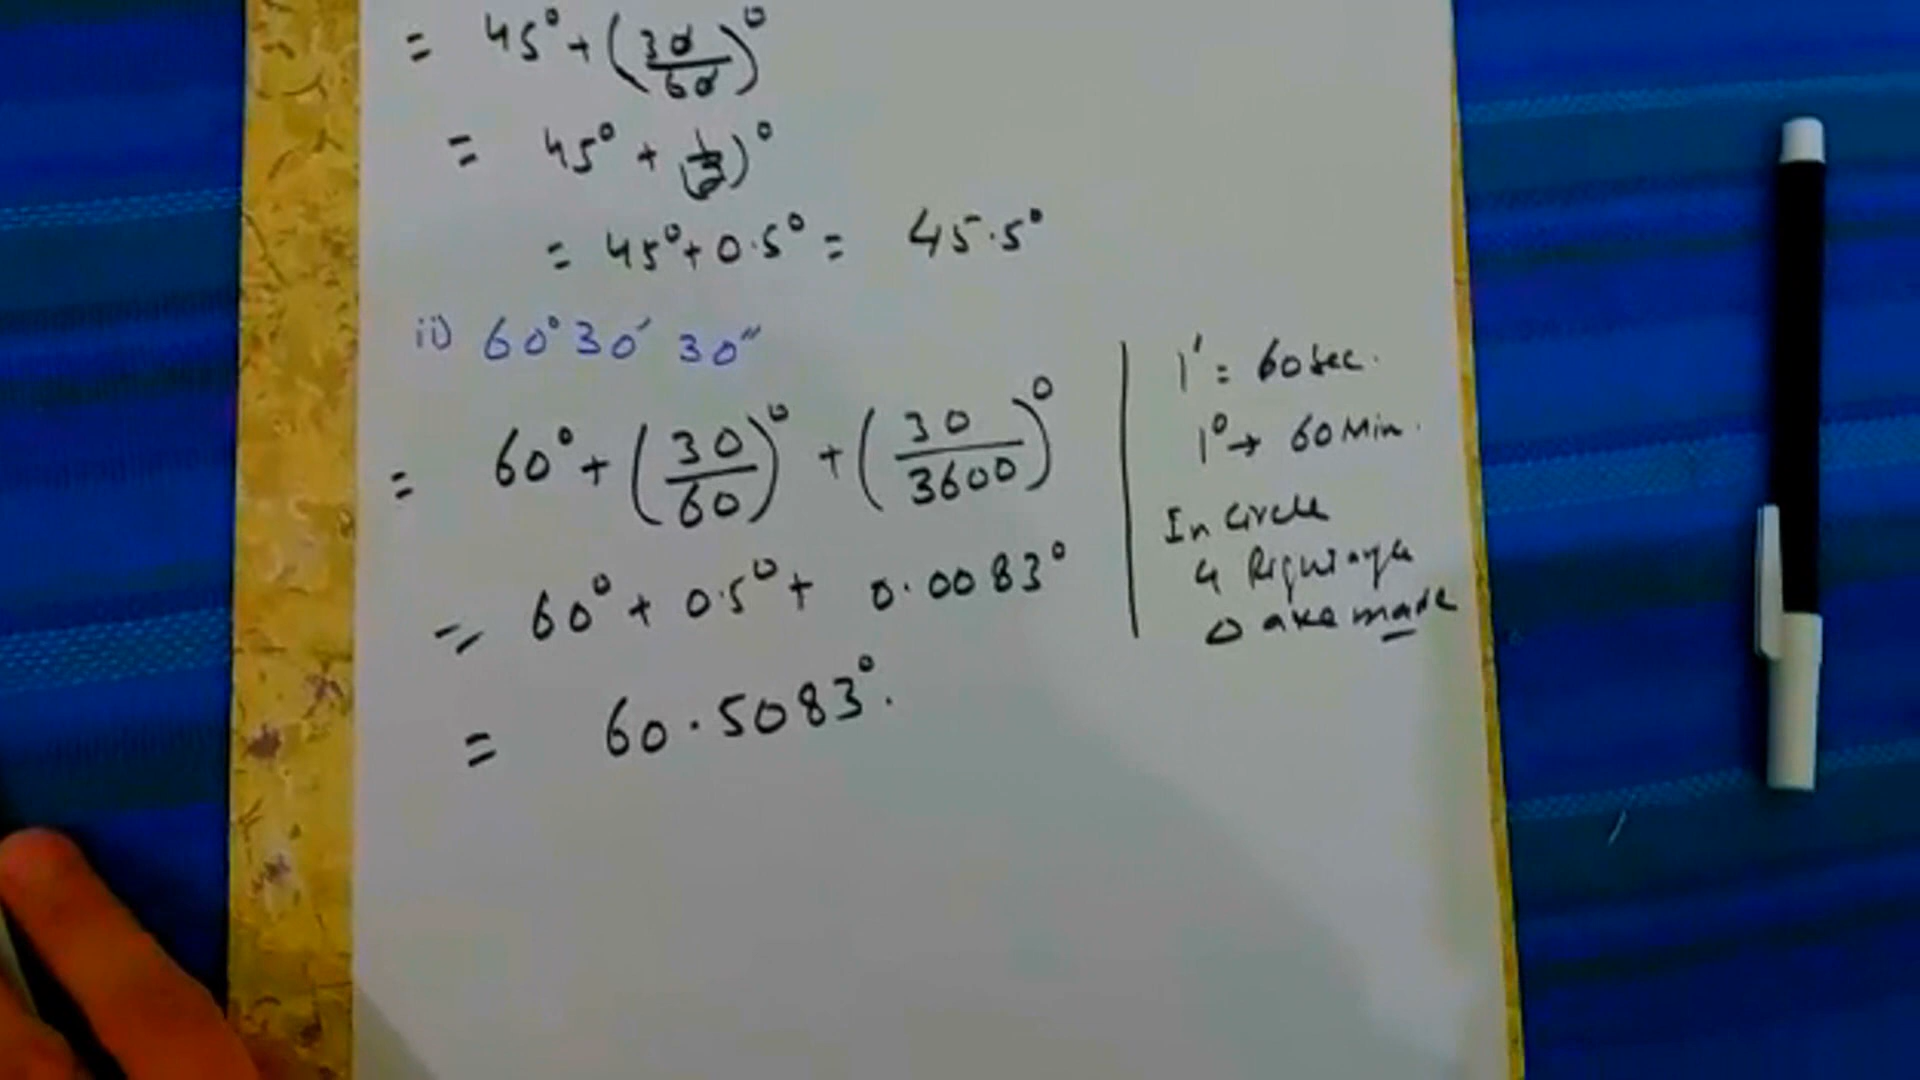 = 45° + (30/60)°
= 45° + (1/2)°
= 45° + 0.5° = 45.5°
ii) 60° 30′ 30″
= 60° + (30/60)° + (30/3600)°
= 60° + 0.5° + 0.0083°
= 60.5083°.
1′ = 60 sec.
1° → 60 Min.
In Circle
4 Right
are made